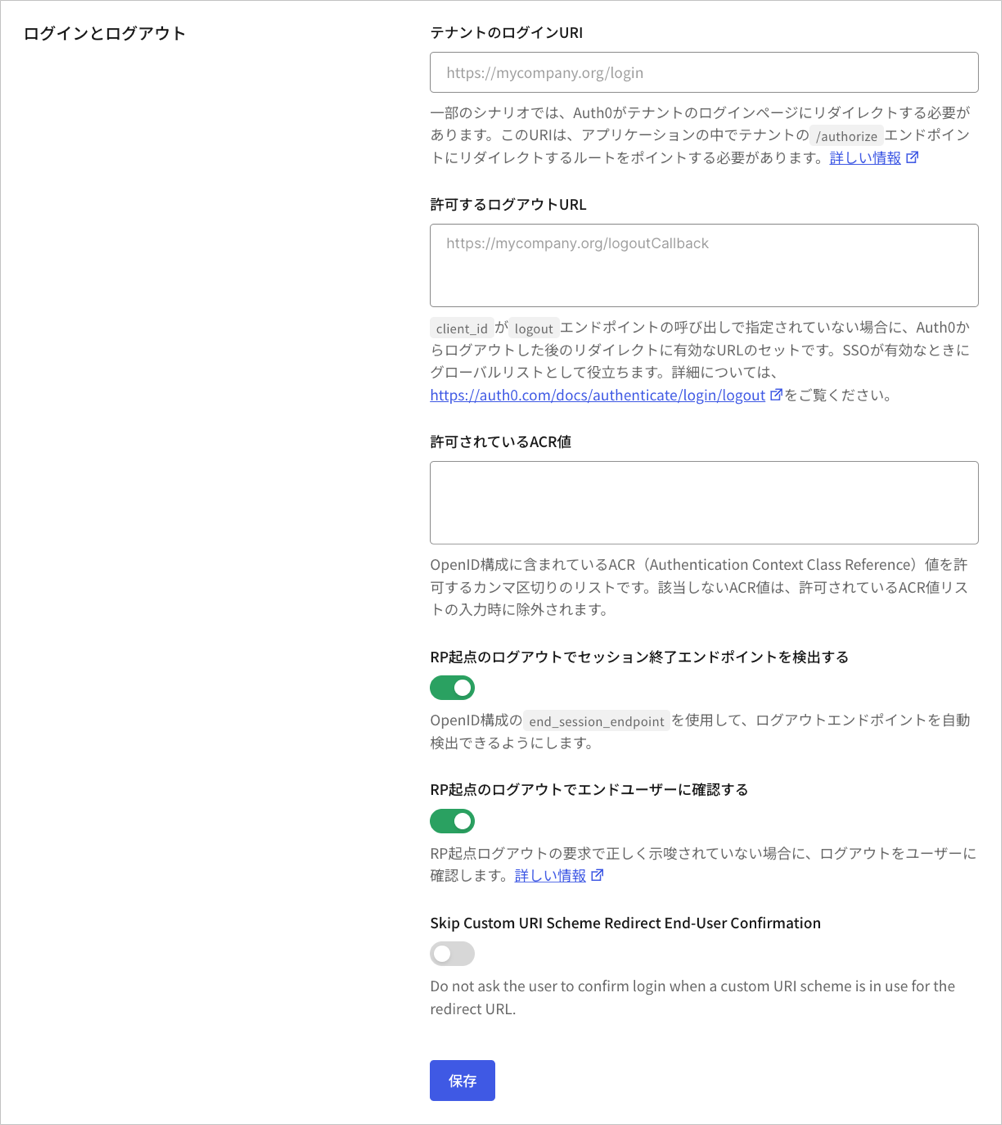 ログインとログアウト
テナントのログインURI
https://mycompany.org/login
一部のシナリオでは、Auth0がテナントのログインページにリダイレクトする必要が
あります。このURIは、アプリケーションの中でテナントの /authorize エンドポイン
トにリダイレクトするルートをポイントする必要があります。詳しい情報
許可するログアウトURL
https://mycompany.org/logoutCallback
client_id が logout エンドポイントの呼び出しで指定されていない場合に、Auth0か
らログアウトした後のリダイレクトに有効なURLのセットです。SSOが有効なときに
グローバルリストとして役立ちます。詳細については、
https://auth0.com/docs/authenticate/login/logout をご覧ください。
許可されているACR値
OpenID構成に含まれているACR（Authentication Context Class Reference）値を許
可するカンマ区切りのリストです。該当しないACR値は、許可されているACR値リス
トの入力時に除外されます。
RP起点のログアウトでセッション終了エンドポイントを検出する
OpenID構成の end_session_endpoint を使用して、ログアウトエンドポイントを自動
検出できるようにします。
RP起点のログアウトでエンドユーザーに確認する
RP起点ログアウトの要求で正しく示唆されていない場合に、ログアウトをユーザーに
確認します。詳しい情報
Skip Custom URI Scheme Redirect End-User Confirmation
Do not ask the user to confirm login when a custom URI scheme is in use for the
redirect URL.
保存